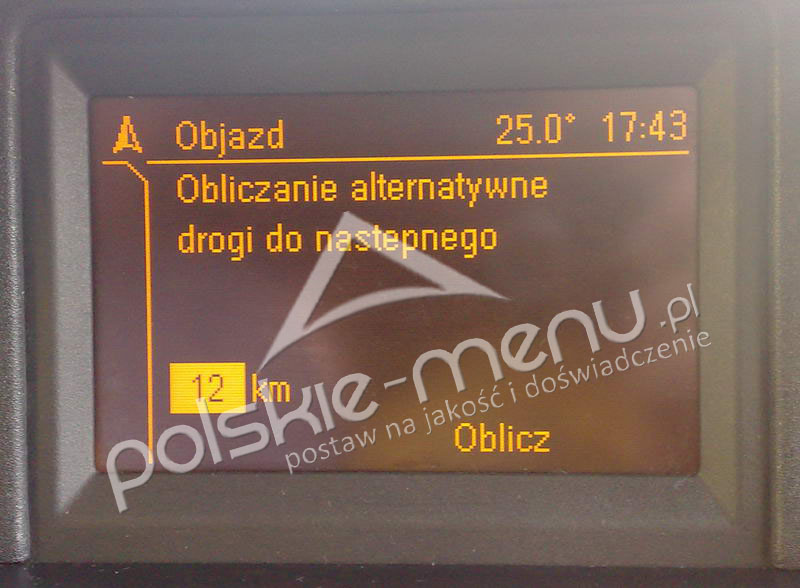 Objazd 25.0° 17:43
Obliczanie alternatywne
drogi do nastepnego
12 km
Oblicz
polskie-menu.pl
postaw na jakość i doświadczenie